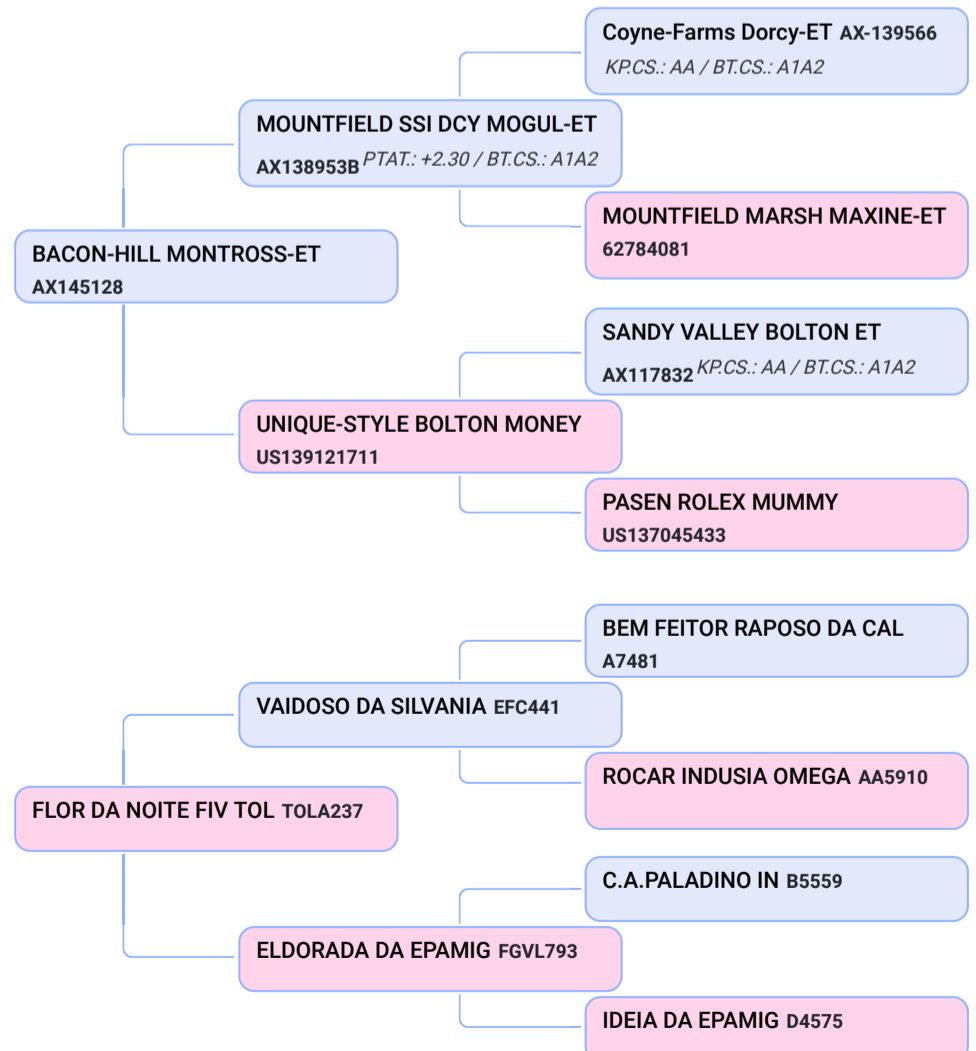 Coyne-Farms Dorcy-ET AX-139566
KP.CS.: AA / BT.CS.: A1A2
MOUNTFIELD SSI DCY MOGUL-ET
AX138953B PTAT.: +2.30 / BT.CS.: A1A2
MOUNTFIELD MARSH MAXINE-ET
62784081
BACON-HILL MONTROSS-ET
AX145128
SANDY VALLEY BOLTON ET
AX117832 KP.CS.: AA / BT.CS.: A1A2
UNIQUE-STYLE BOLTON MONEY
US139121711
PASEN ROLEX MUMMY
US137045433
BEM FEITOR RAPOSO DA CAL
A7481
VAIDOSO DA SILVANIA EFC441
ROCAR INDUSIA OMEGA AA5910
FLOR DA NOITE FIV TOL TOLA237
C.A.PALADINO IN B5559
ELDORADA DA EPAMIG FGVL793
IDEIA DA EPAMIG D4575